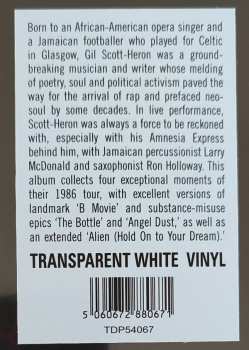 Born to an African-American opera singer and
a Jamaican footballer who played for Celtic
in Glasgow, Gil Scott-Heron was a ground-
breaking musician and writer whose melding
of poetry, soul and political activism paved the
way for the arrival of rap and prefaced neo-
soul by some decades. In live performance,
Scott-Heron was always a force to be reckoned
with, especially with his Amnesia Express
behind him, with Jamaican percussionist Larry
McDonald and saxophonist Ron Holloway. This
album collects four exceptional moments of
their 1986 tour, with excellent versions of
landmark ‘B Movie’ and substance-misuse
epics ‘The Bottle’ and ‘Angel Dust,’ as well as
an extended ‘Alien (Hold On to Your Dream).’
TRANSPARENT WHITE VINYL
5 060672 880671
TDP54067